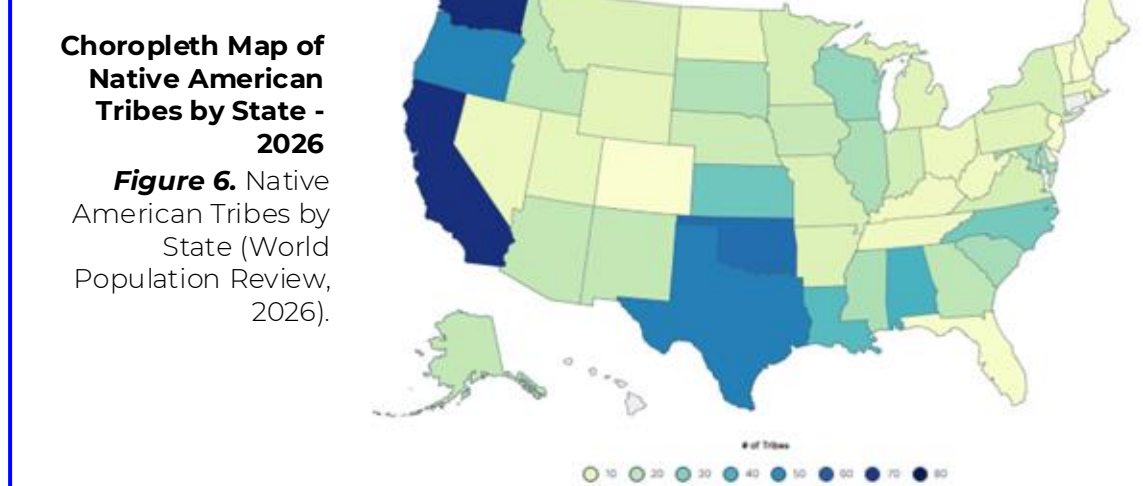 Choropleth Map of
Native American
Tribes by State -
2026
Figure 6. Native
American Tribes by
State (World
Population Review,
2026).
# of Tribes
10 20 30 40 50 60 70 80